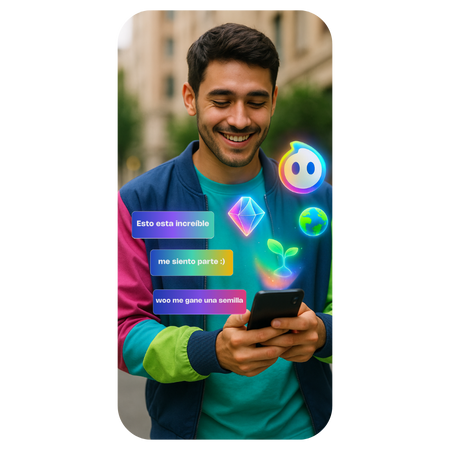 Esto esta increíble
me siento parte :)
woo me gane una semilla